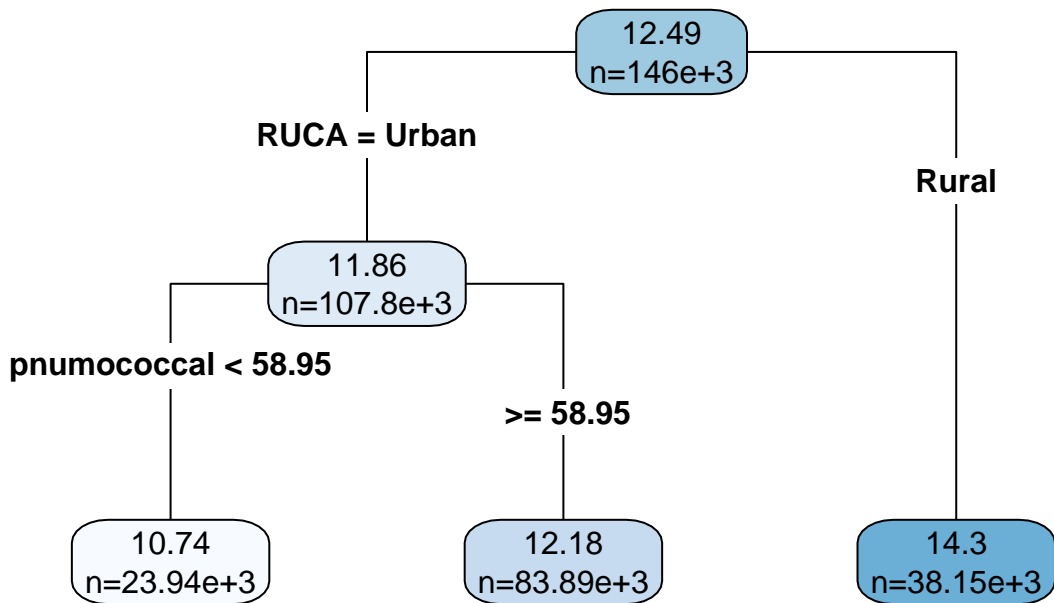 12.49
n=146e+3
RUCA = Urban
Rural
11.86
n=107.8e+3
pnumococcal < 58.95
>= 58.95
10.74
n=23.94e+3
12.18
n=83.89e+3
14.3
n=38.15e+3